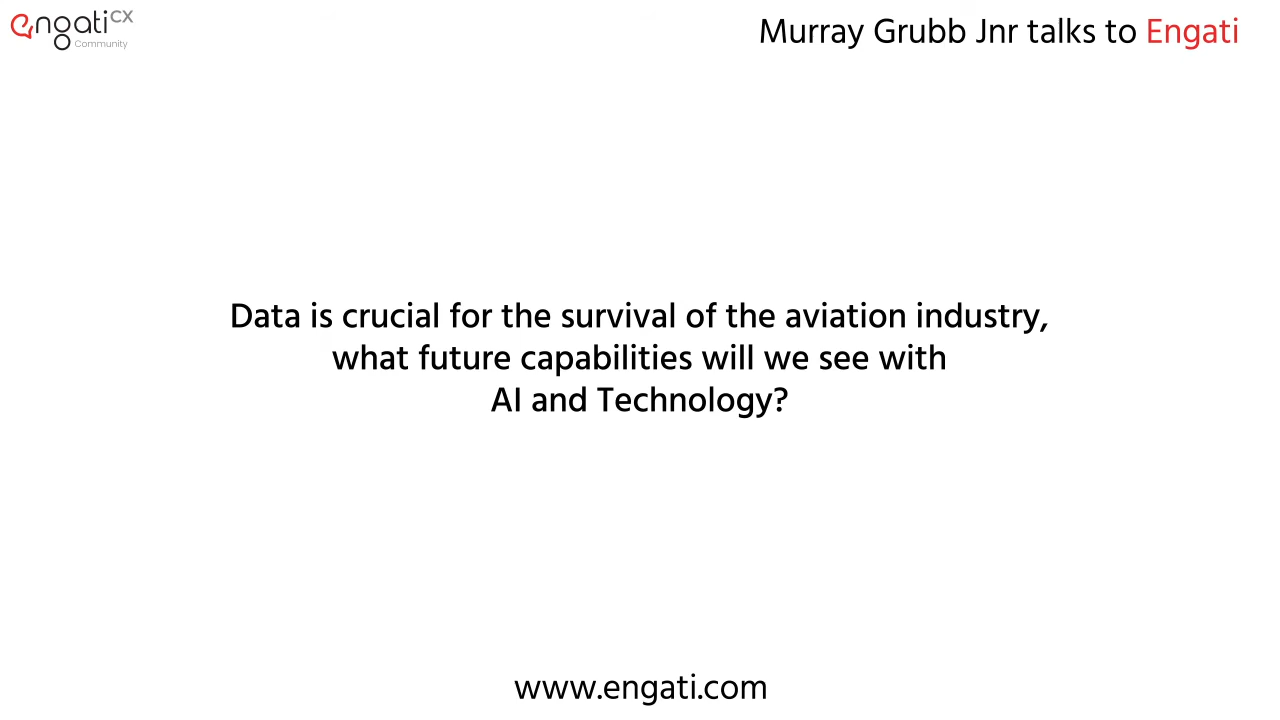 engati CX
Community
Murray Grubb Jnr talks to Engati
Data is crucial for the survival of the aviation industry,
what future capabilities will we see with
AI and Technology?
www.engati.com